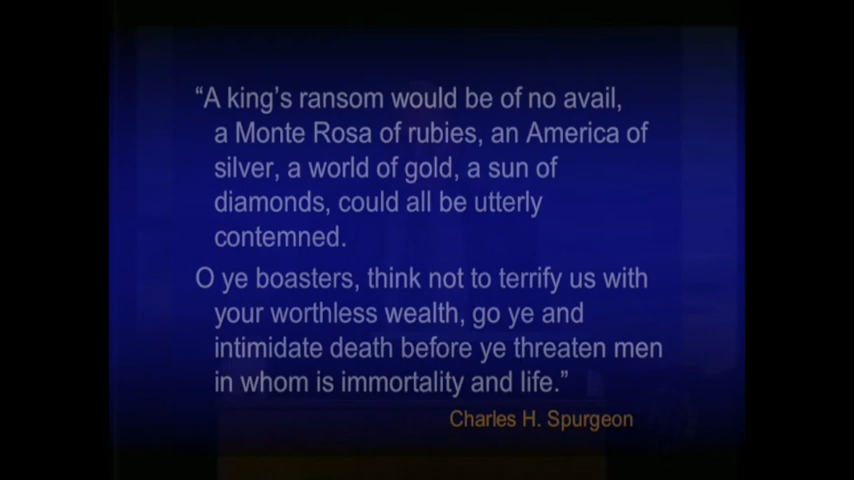 “A king’s ransom would be of no avail,
a Monte Rosa of rubies, an America of
silver, a world of gold, a sun of
diamonds, could all be utterly
contemned.
O ye boasters, think not to terrify us with
your worthless wealth, go ye and
intimidate death before ye threaten men
in whom is immortality and life.”
Charles H. Spurgeon